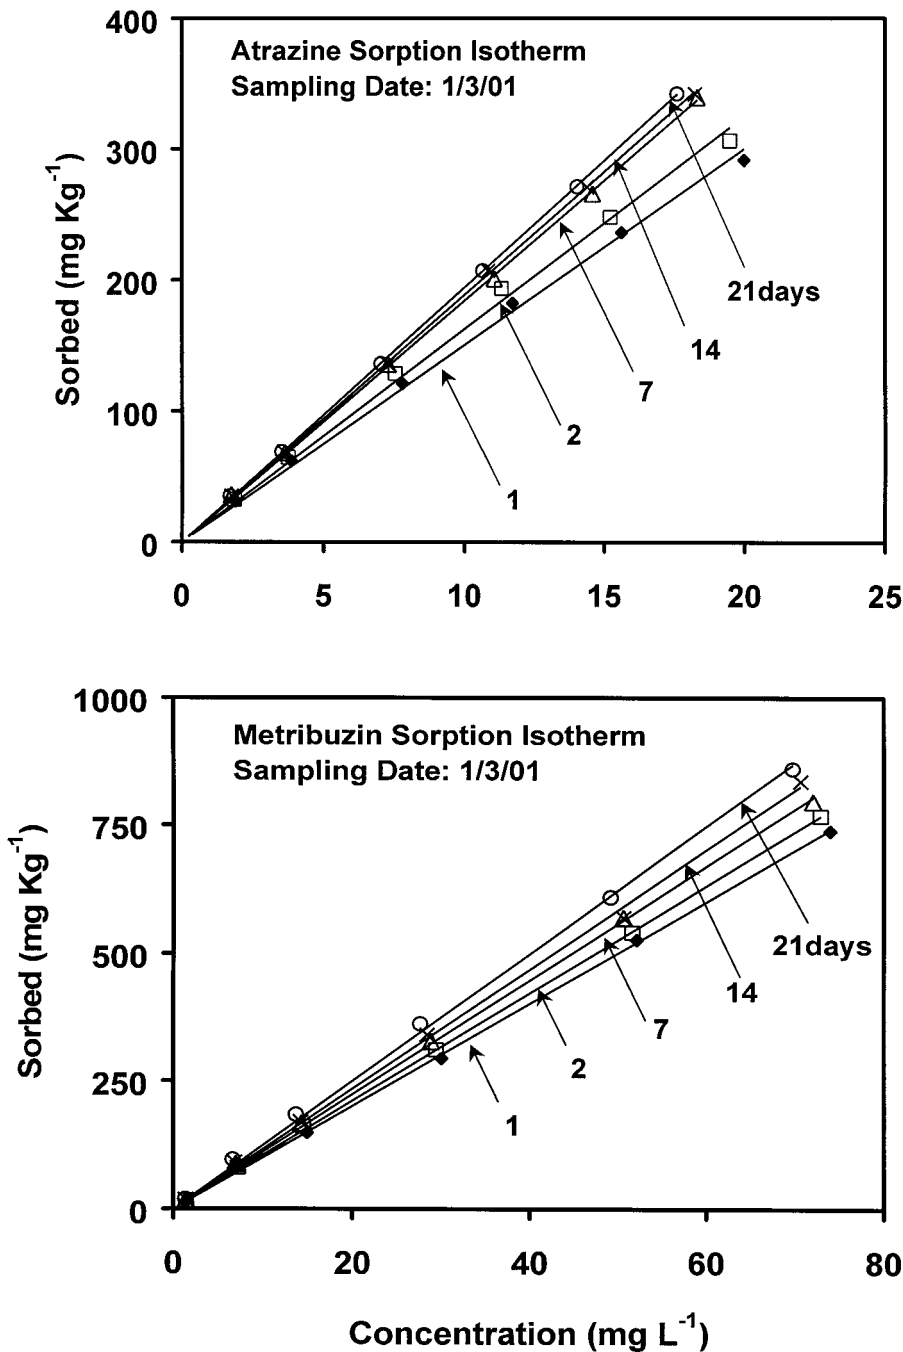 Atrazine Sorption Isotherm
Sampling Date: 1/3/01
400
300
200
100
0
Sorbed (mg Kg⁻¹)
21days
14
7
2
1
0 5 10 15 20 25
Metribuzin Sorption Isotherm
Sampling Date: 1/3/01
1000
750
500
250
0
Sorbed (mg Kg⁻¹)
21days
14
7
2
1
0 20 40 60 80
Concentration (mg L⁻¹)